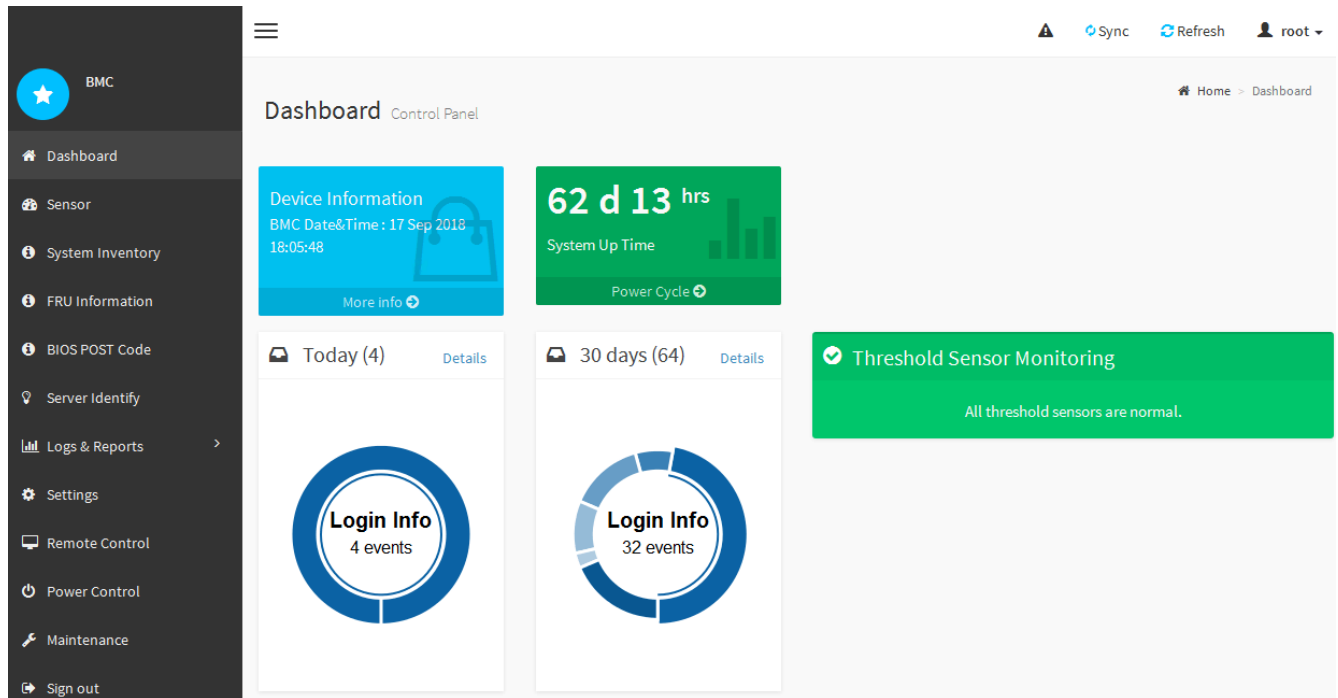 BMC
Dashboard
Sensor
System Inventory
FRU Information
BIOS POST Code
Server Identify
Logs & Reports
Settings
Remote Control
Power Control
Maintenance
Sign out
Sync
Refresh
root
Dashboard Control Panel
Home > Dashboard
Device Information
BMC Date&Time : 17 Sep 2018
18:05:48
More info
62 d 13 hrs
System Up Time
Power Cycle
Today (4)
Details
Login Info
4 events
30 days (64)
Details
Login Info
32 events
Threshold Sensor Monitoring
All threshold sensors are normal.